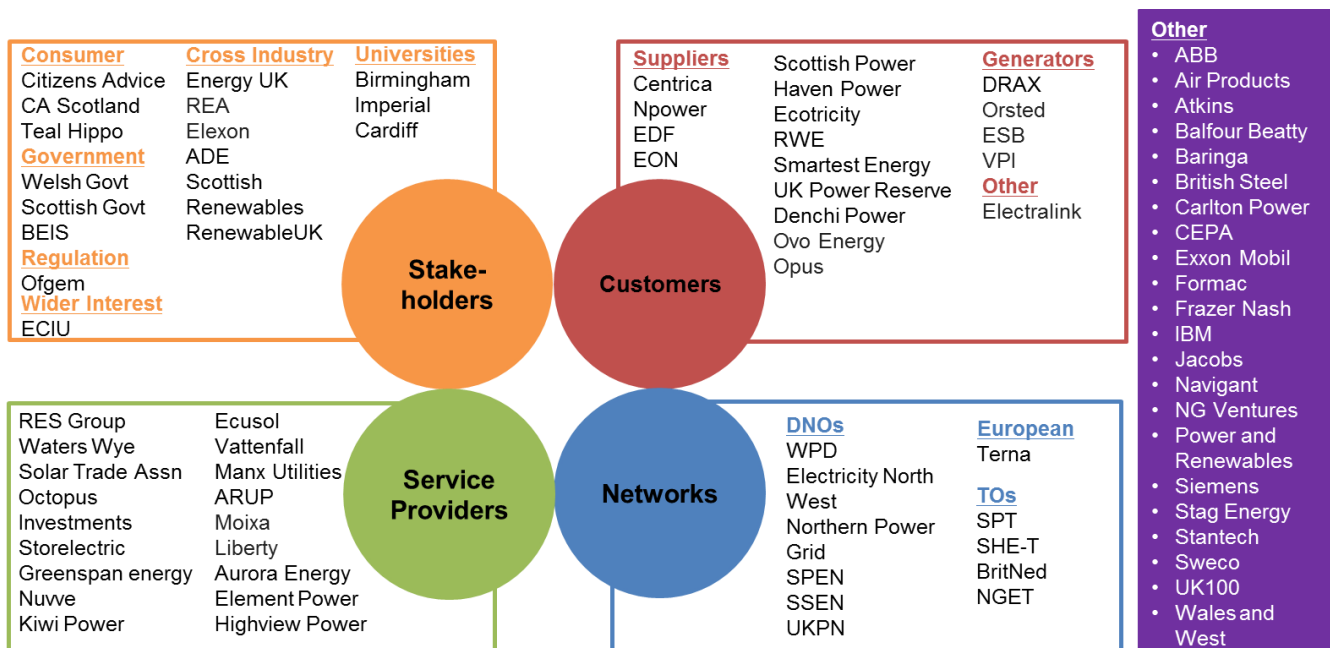 Consumer
Citizens Advice
CA Scotland
Teal Hippo
Government
Welsh Govt
Scottish Govt
BEIS
Regulation
Ofgem
Wider Interest
ECIU
Cross Industry
Energy UK
REA
Elexon
ADE
Scottish
Renewables
RenewableUK
Universities
Birmingham
Imperial
Cardiff
Stake-
holders
Suppliers
Centrica
Npower
EDF
EON
Scottish Power
Haven Power
Ecotricity
RWE
Smartest Energy
UK Power Reserve
Denchi Power
Ovo Energy
Opus
Generators
DRAX
Orsted
ESB
VPI
Other
Electralink
Customers
RES Group
Waters Wye
Solar Trade Assn
Octopus
Investments
Storelectric
Greenspan energy
Nuvve
Kiwi Power
Ecusol
Vattenfall
Manx Utilities
ARUP
Moixa
Liberty
Aurora Energy
Element Power
Highview Power
Service
Providers
Networks
DNOs
WPD
Electricity North
West
Northern Power
Grid
SPEN
SSEN
UKPN
European
Terna
TOs
SPT
SHE-T
BritNed
NGET
Other
• ABB
• Air Products
• Atkins
• Balfour Beatty
• Baringa
• British Steel
• Carlton Power
• CEPA
• Exxon Mobil
• Formac
• Frazer Nash
• IBM
• Jacobs
• Navigant
• NG Ventures
• Power and
Renewables
• Siemens
• Stag Energy
• Stantech
• Sweco
• UK100
• Wales and
West